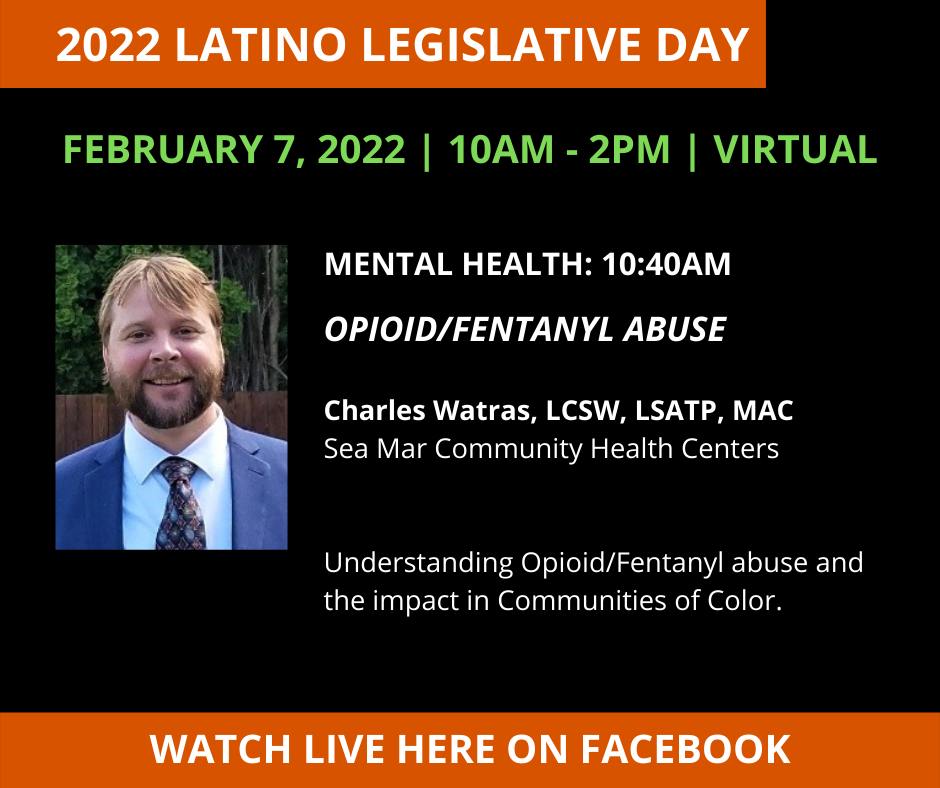 2022 LATINO LEGISLATIVE DAY
FEBRUARY 7, 2022 | 10AM - 2PM | VIRTUAL
MENTAL HEALTH: 10:40AM
OPIOID/FENTANYL ABUSE
Charles Watras, LCSW, LSATP, MAC
Sea Mar Community Health Centers
Understanding Opioid/Fentanyl abuse and
the impact in Communities of Color.
WATCH LIVE HERE ON FACEBOOK